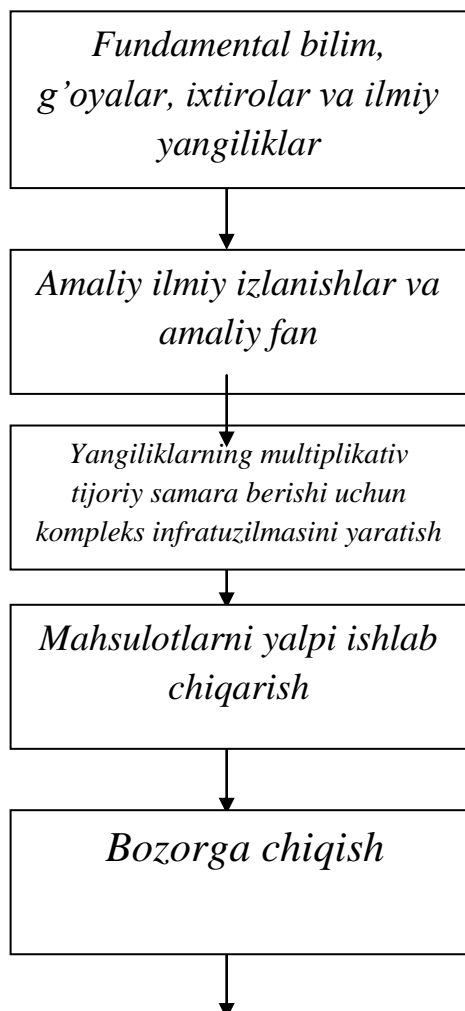 Fundamental bilim,
g’oyalar, ixtirolar va ilmiy
yangiliklar
Amaliy ilmiy izlanishlar va
amaliy fan
Yangiliklarning multiplikativ
tijoriy samara berishi uchun
kompleks infratuzilmasini yaratish
Mahsulotlarni yalpi ishlab
chiqarish
Bozorga chiqish